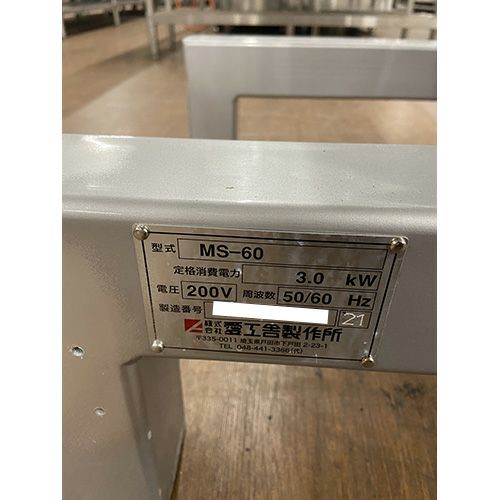 型式 MS-60
定格消費電力 3.0 kW
電圧 200V 周波数 50/60 Hz
製造番号 21
株式会社 愛工舎製作所
〒335-0011 埼玉県戸田市下戸田 2-23-1
TEL. 048-441-3366(代)